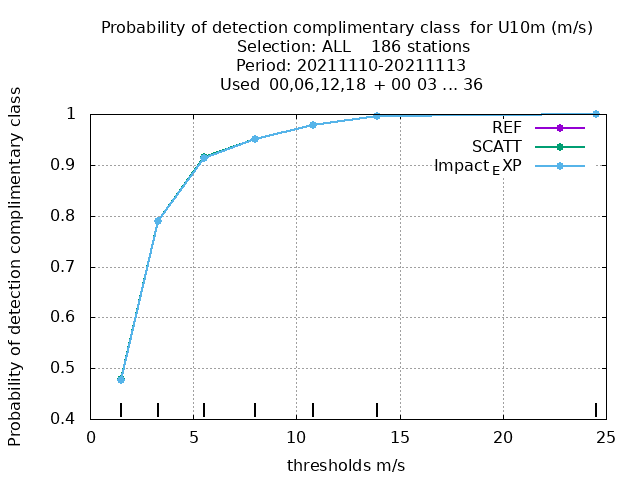 Probability of detection complimentary class for U10m (m/s)
Selection: ALL 186 stations
Period: 20211110-20211113
Used 00,06,12,18 + 00 03 ... 36
Probability of detection complimentary class
1
0.9
0.8
0.7
0.6
0.5
0.4
REF
SCATT
Impact_EXP
0 5 10 15 20 25
thresholds m/s